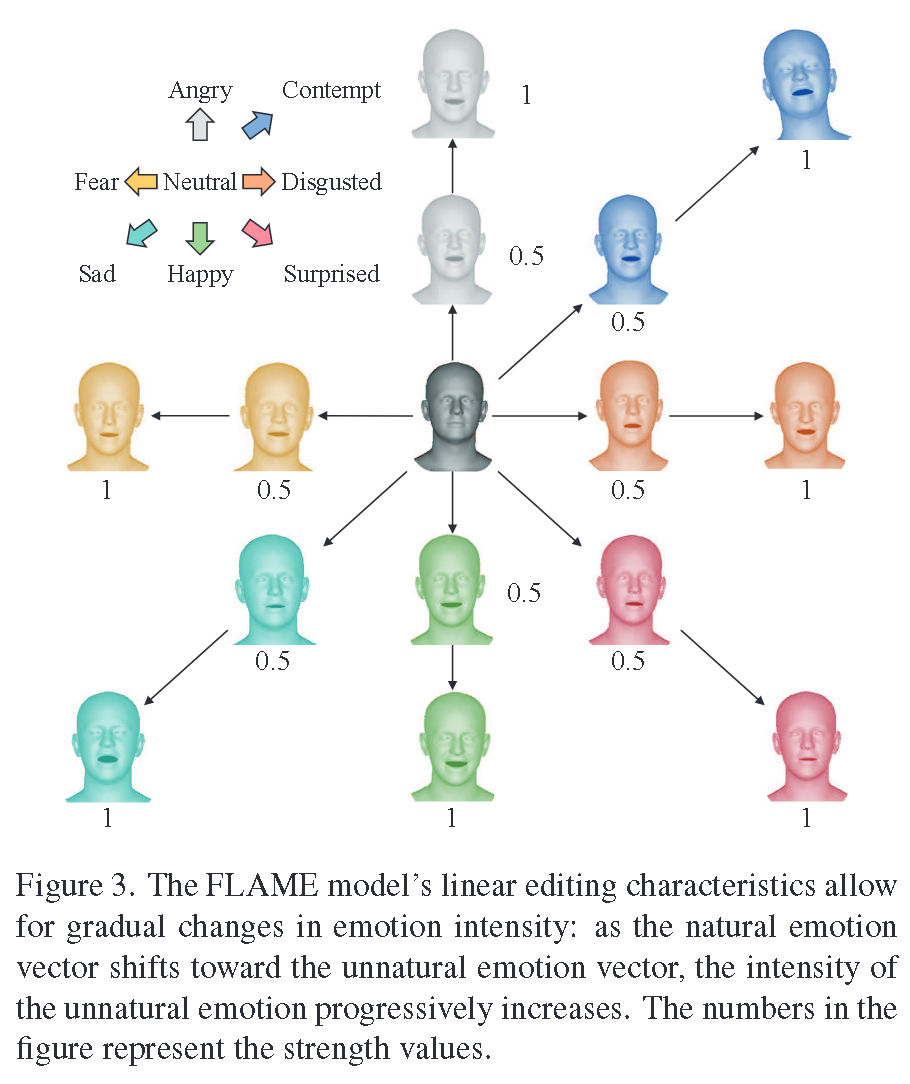 Angry Contempt
Fear Neutral Disgusted
Sad Happy Surprised
1
1
0.5
0.5
1 0.5 0.5 1
0.5
0.5 0.5
1 1 1
Figure 3. The FLAME model's linear editing characteristics allow
for gradual changes in emotion intensity: as the natural emotion
vector shifts toward the unnatural emotion vector, the intensity of
the unnatural emotion progressively increases. The numbers in the
figure represent the strength values.